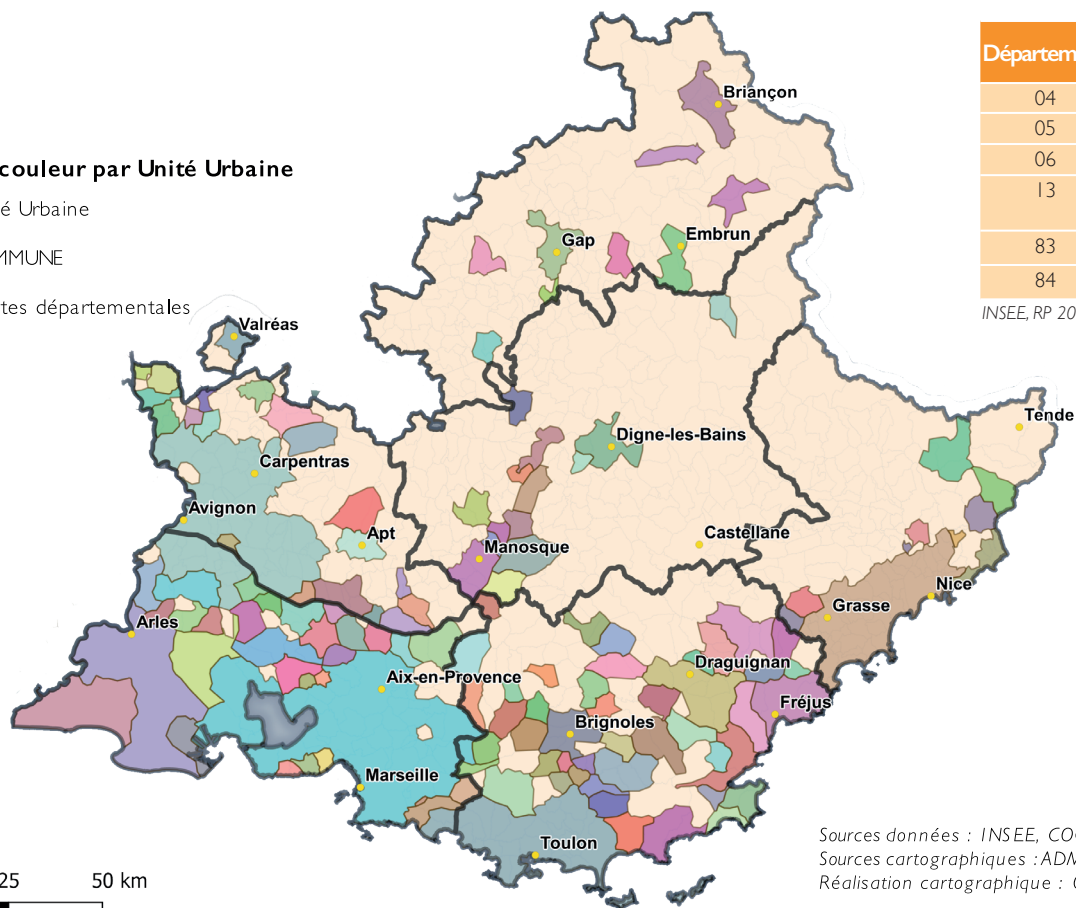 couleur par Unité Urbaine
é Urbaine
MMUNE
tes départementales
Départem
04
05
06
13
83
84
INSEE, RP 20
Briançon
Gap
Embrun
Valréas
Tende
Digne-les-Bains
Carpentras
Avignon
Apt
Castellane
Manosque
Nice
Grasse
Arles
Draguignan
Aix-en-Provence
Fréjus
Brignoles
Marseille
Toulon
25 50 km
Sources données : INSEE, CO
Sources cartographiques : ADM
Réalisation cartographique :